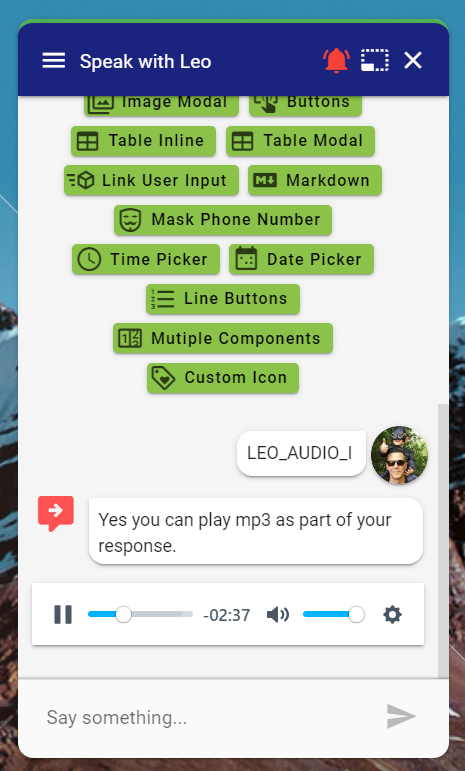 Speak with Leo
Image Modal
Buttons
Table Inline
Table Modal
Link User Input
Markdown
Mask Phone Number
Time Picker
Date Picker
Line Buttons
Mutiple Components
Custom Icon
LEO_AUDIO_I
Yes you can play mp3 as part of your
response.
-02:37
Say something...